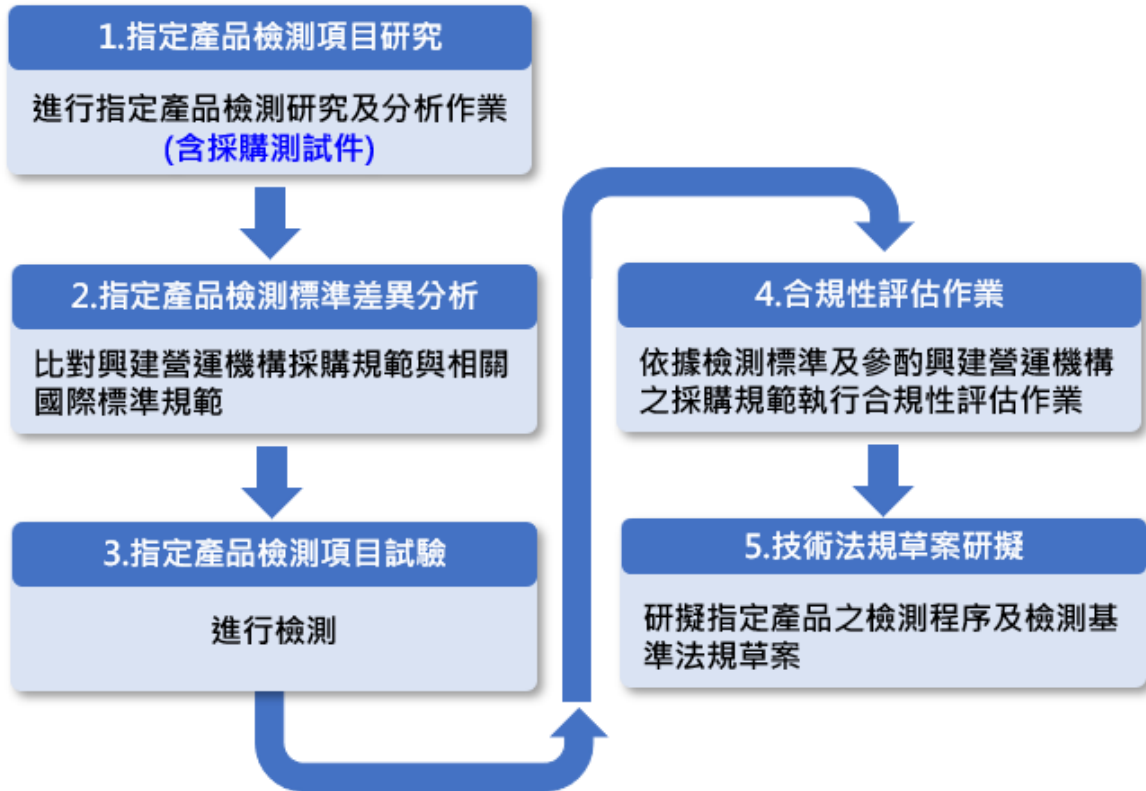 1.指定產品檢測項目研究
進行指定產品檢測研究及分析作業
(含採購測試件)
2.指定產品檢測標準差異分析
比對興建營運機構採購規範與相關
國際標準規範
3.指定產品檢測項目試驗
進行檢測
4.合規性評估作業
依據檢測標準及參酌興建營運機構
之採購規範執行合規性評估作業
5.技術法規草案研擬
研擬指定產品之檢測程序及檢測基
準法規草案